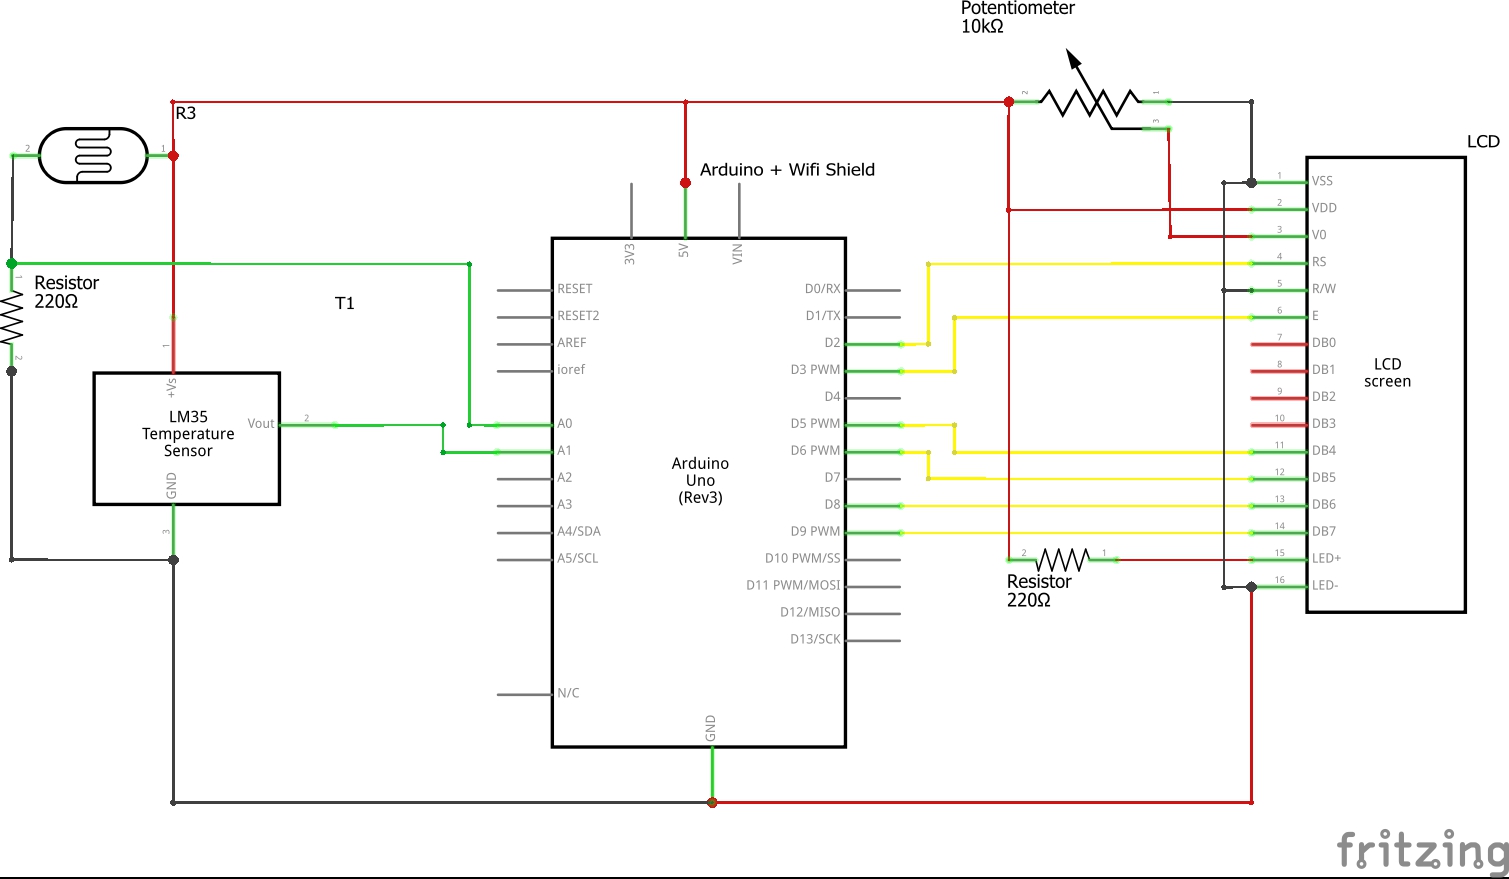 Potentiometer
10kΩ
2
1
3
R3
2
1
LCD
Arduino + Wifi Shield
1
VSS
2
VDD
3
V0
4
RS
5
R/W
6
E
7
DB0
8
DB1
9
DB2
10
DB3
11
DB4
12
DB5
13
DB6
14
DB7
15
LED+
16
LED-
LCD
screen
3V3
5V
VIN
RESET
RESET2
AREF
ioref
A0
A1
A2
A3
A4/SDA
A5/SCL
N/C
D0/RX
D1/TX
D2
D3 PWM
D4
D5 PWM
D6 PWM
D7
D8
D9 PWM
D10 PWM/SS
D11 PWM/MOSI
D12/MISO
D13/SCK
GND
Arduino
Uno
(Rev3)
1
Resistor
220Ω
2
T1
1
+Vs
LM35
Temperature
Sensor
Vout
2
GND
3
2
1
Resistor
220Ω
fritzing